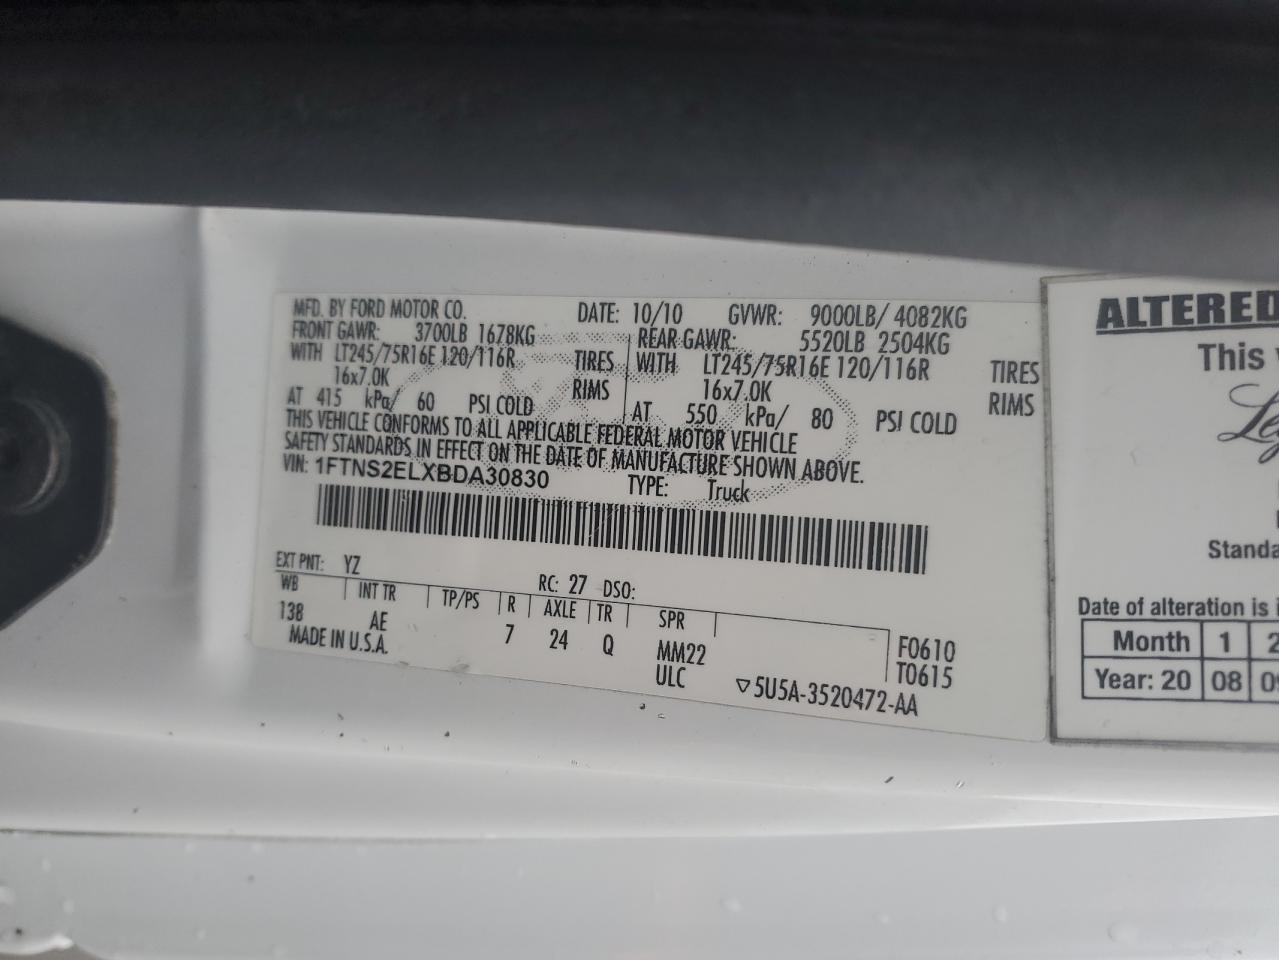 MFD. BY FORD MOTOR CO. DATE: 10/10 GVWR: 9000LB/ 4082KG
FRONT GAWR: 3700LB 1678KG REAR GAWR: 5520LB 2504KG
WITH LT245/75R16E 120/116R TIRES WITH LT245/75R16E 120/116R TIRES
16x7.0K RIMS 16x7.0K RIMS
AT 415 kPa/ 60 PSI COLD AT 550 kPa/ 80 PSI COLD
THIS VEHICLE CONFORMS TO ALL APPLICABLE FEDERAL MOTOR VEHICLE
SAFETY STANDARDS IN EFFECT ON THE DATE OF MANUFACTURE SHOWN ABOVE.
VIN: 1FTNS2ELXBDA30830 TYPE: Truck
EXT PNT: YZ RC: 27 DSO:
WB INT TR TP/PS R AXLE TR SPR
138 AE 7 24 Q MM22 F0610
MADE IN U.S.A. ULC T0615
▽5U5A-3520472-AA
ALTERED
This
Standa
Date of alteration is i
Month 1 2
Year: 20 08 09